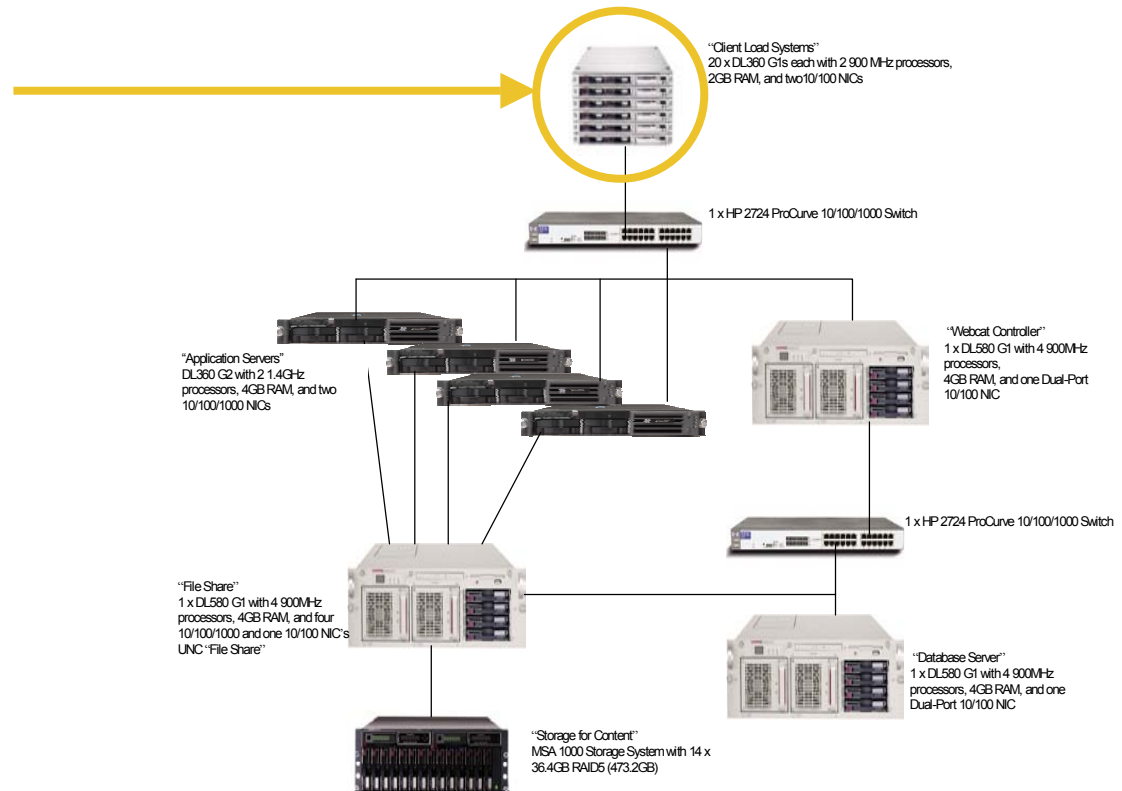 “Client Load Systems”
20 x DL360 G1s each with 2 900 MHz processors,
2GB RAM, and two10/100 NICs
1 x HP 2724 ProCurve 10/100/1000 Switch
"Application Servers"
DL360 G2 with 2 1.4GHz
processors, 4GB RAM, and two
10/100/1000 NICs
“Webcat Controller”
1 x DL580 G1 with 4 900MHz
processors,
4GB RAM, and one Dual-Port
10/100 NIC
1 x HP 2724 ProCurve 10/100/1000 Switch
“File Share”
1 x DL580 G1 with 4 900MHz
processors, 4GB RAM, and four
10/100/1000 and one 10/100 NIC’s
UNC “File Share”
“Database Server”
1 x DL580 G1 with 4 900MHz
processors, 4GB RAM, and one
Dual-Port 10/100 NIC
“Storage for Content”
MSA 1000 Storage System with 14 x
36.4GB RAID5 (473.2GB)